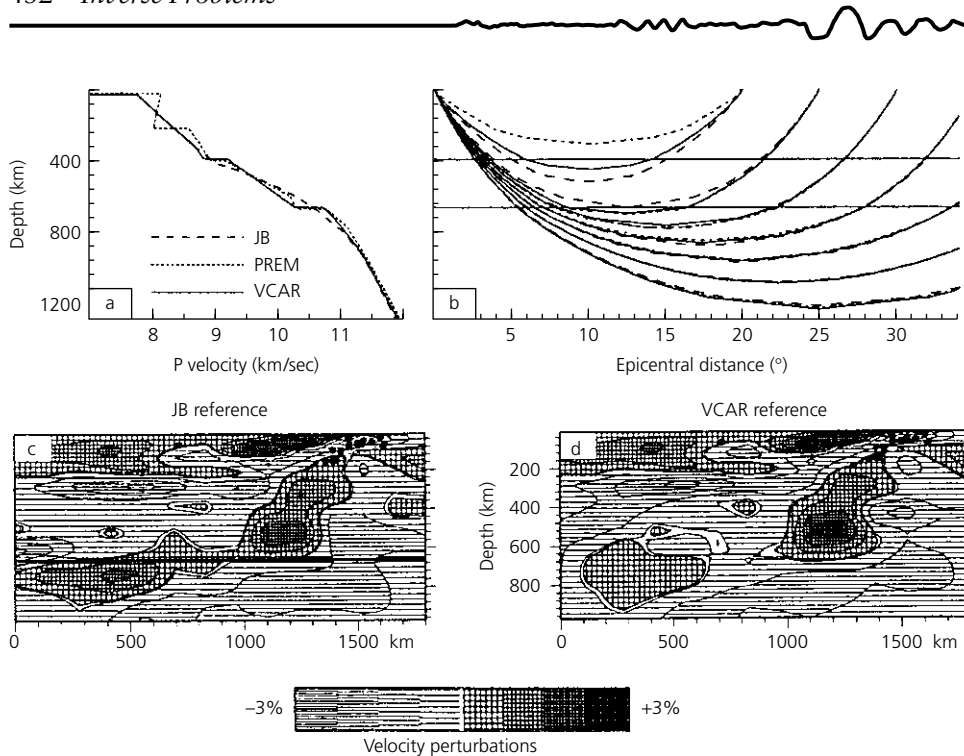 Inverse Problems
a
b
400
800
1200
Depth (km)
JB
PREM
VCAR
8 9 10 11
P velocity (km/sec)
5 10 15 20 25 30
Epicentral distance (°)
JB reference
VCAR reference
c
d
200
400
600
800
Depth (km)
0 500 1000 1500 km
0 500 1000 1500 km
−3% +3%
Velocity perturbations